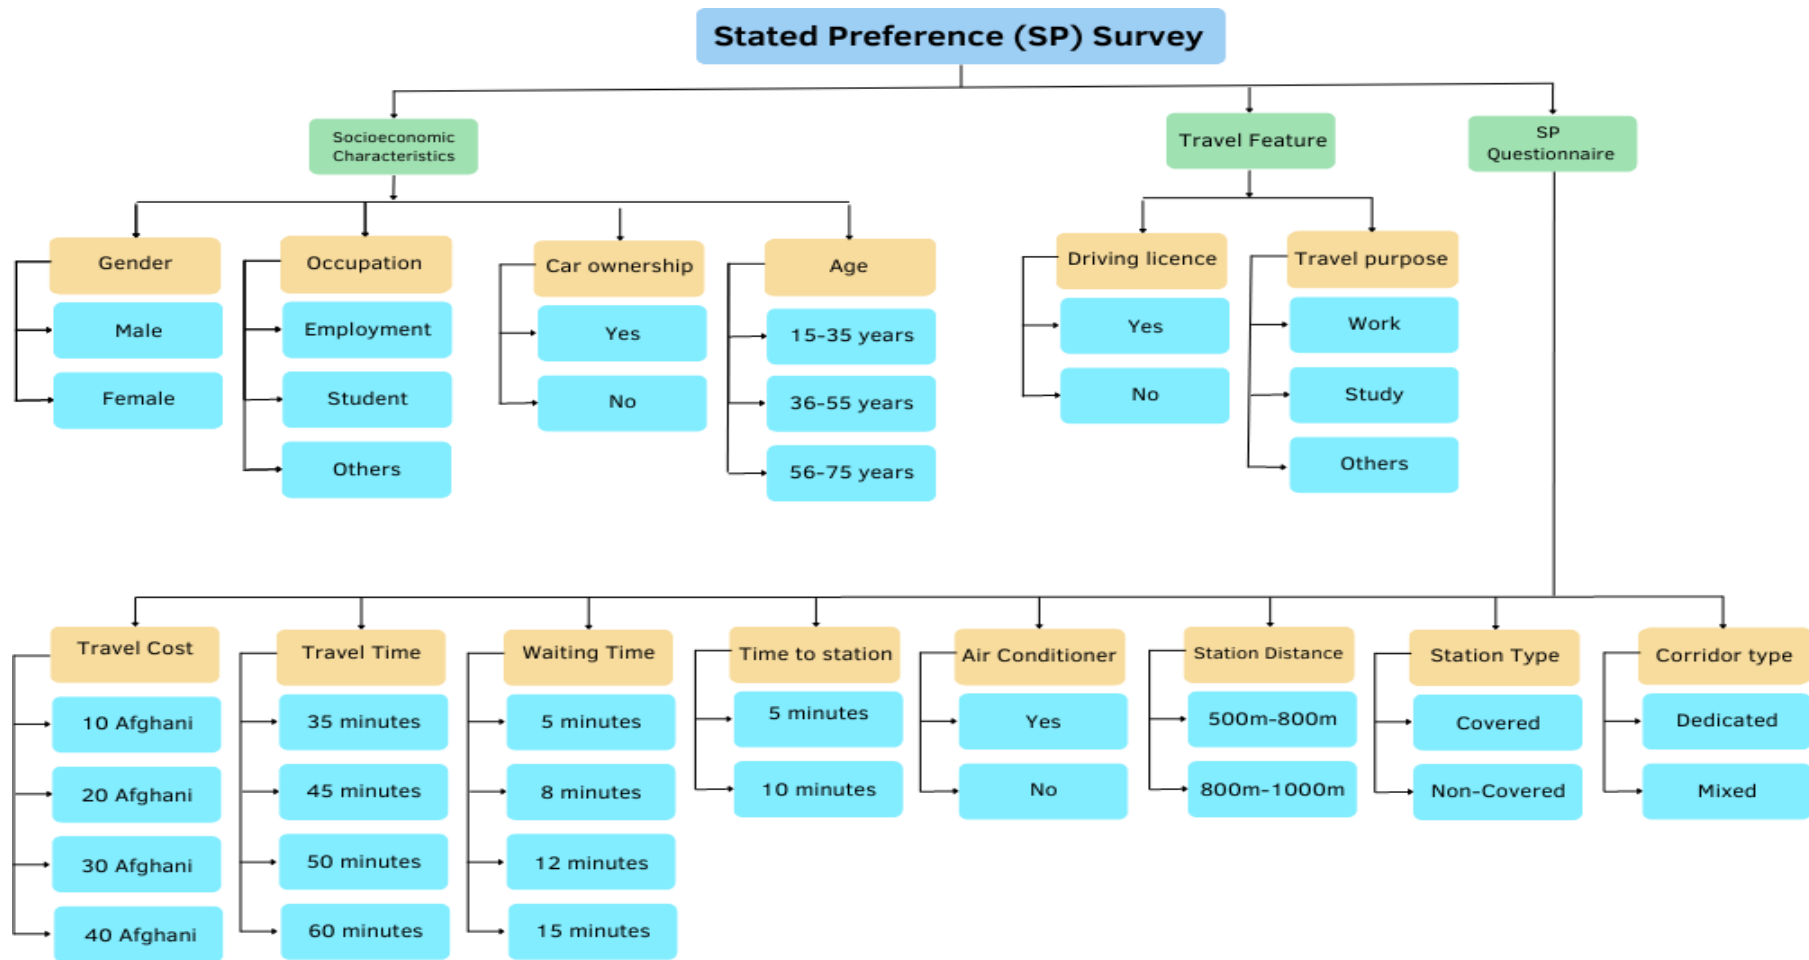 Stated Preference (SP) Survey
Socioeconomic
Characteristics
Travel Feature
SP
Questionnaire
Gender
Male
Female
Occupation
Employment
Student
Others
Car ownership
Yes
No
Age
15-35 years
36-55 years
56-75 years
Driving licence
Yes
No
Travel purpose
Work
Study
Others
Travel Cost
10 Afghani
20 Afghani
30 Afghani
40 Afghani
Travel Time
35 minutes
45 minutes
50 minutes
60 minutes
Waiting Time
5 minutes
8 minutes
12 minutes
15 minutes
Time to station
5 minutes
10 minutes
Air Conditioner
Yes
No
Station Distance
500m-800m
800m-1000m
Station Type
Covered
Non-Covered
Corridor type
Dedicated
Mixed